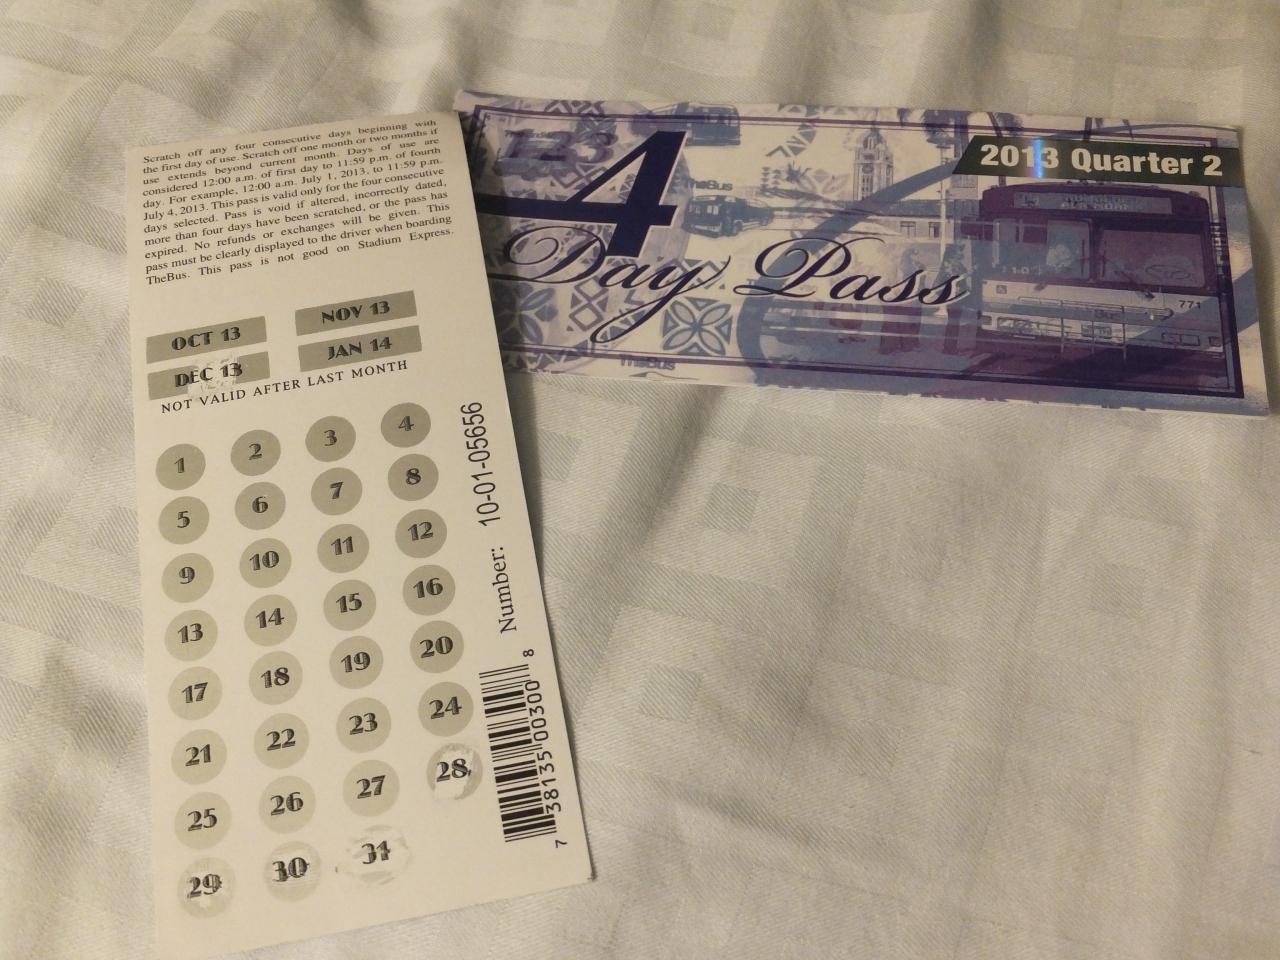 Scratch off any four consecutive days beginning with
the first day of use. Scratch off one month or two months if
use extends beyond current month. Days of use are
considered 12:00 a.m. of first day to 11:59 p.m. of fourth
day. For example, 12:00 a.m. July 1, 2013, to 11:59 p.m.
July 4, 2013. This pass is valid only for the four consecutive
days selected. Pass is void if altered, incorrectly dated,
more than four days have been scratched, or the pass has
expired. No refunds or exchanges will be given. This
pass must be clearly displayed to the driver when boarding
TheBus. This pass is not good on Stadium Express.
OCT 13 NOV 13
DEC 13 JAN 14
NOT VALID AFTER LAST MONTH
1 2 3 4
5 6 7 8
9 10 11 12
13 14 15 16
17 18 19 20
21 22 23 24
25 26 27 28
29 30 31
Number: 10-01-05656
7 38135 00300 8
2013 Quarter 2
4
Day Pass
TheBus
771
Bus
TheBus